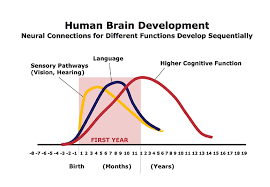 Human Brain Development
Neural Connections for Different Functions Develop Sequentially
Language
Sensory Pathways
(Vision, Hearing)
Higher Cognitive Function
FIRST YEAR
-8 -7 -6 -5 -4 -3 -2 -1 1 2 3 4 5 6 7 8 9 10 11 1 2 3 4 5 6 7 8 9 10 11 12 13 14 15 16 17 18 19
Birth (Months) (Years)